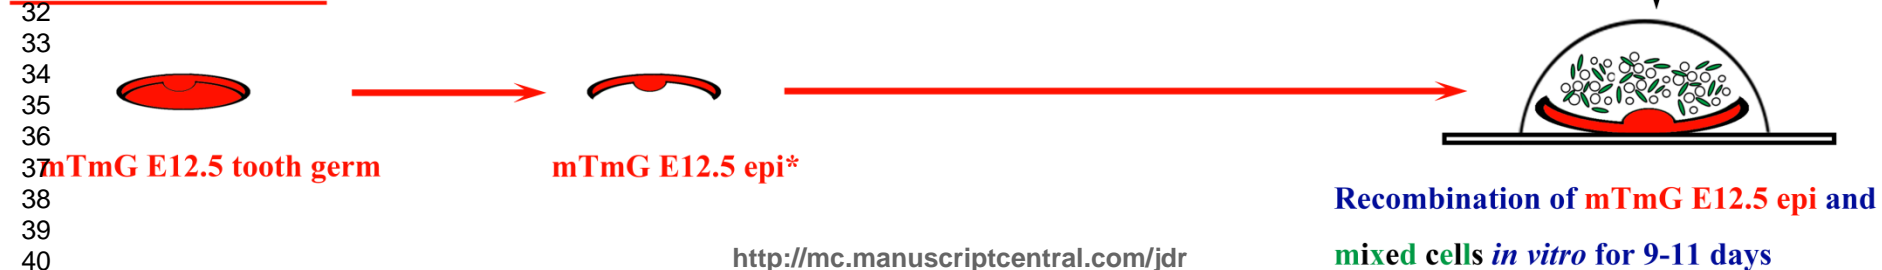 32
33
34
35
36
37
38
39
40
mTmG E12.5 tooth germ
mTmG E12.5 epi*
Recombination of mTmG E12.5 epi and
mixed cells in vitro for 9-11 days
http://mc.manuscriptcentral.com/jdr